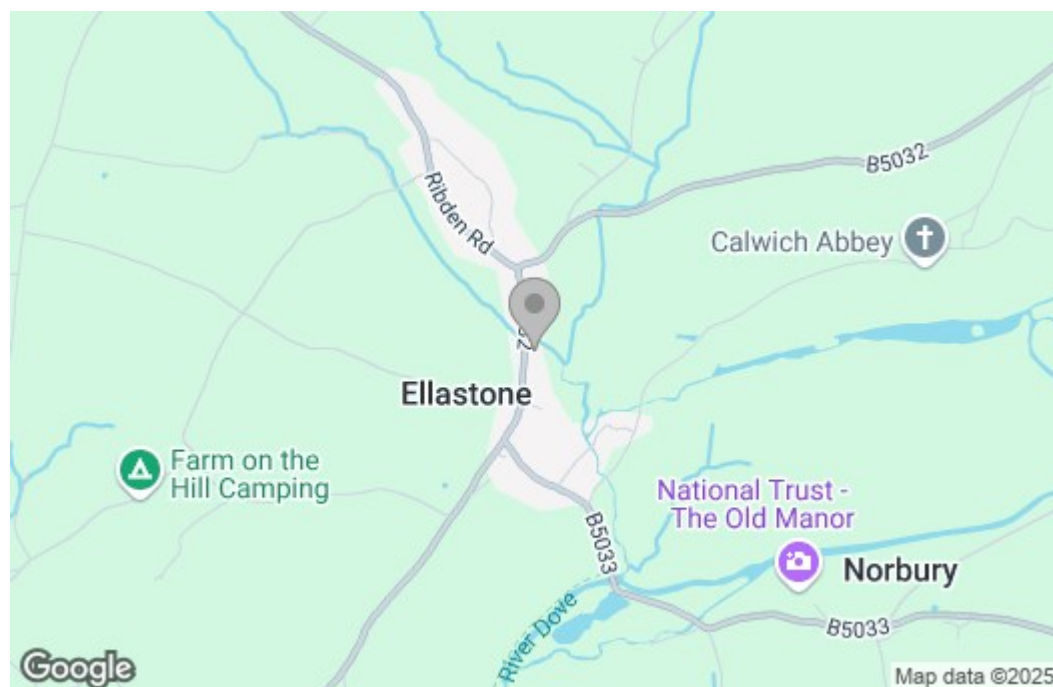 B5032
Ribden Rd
Calwich Abbey
32
Ellastone
Farm on the
Hill Camping
National Trust -
The Old Manor
Norbury
B5033
River Dove
B5033
Google
Map data ©2025